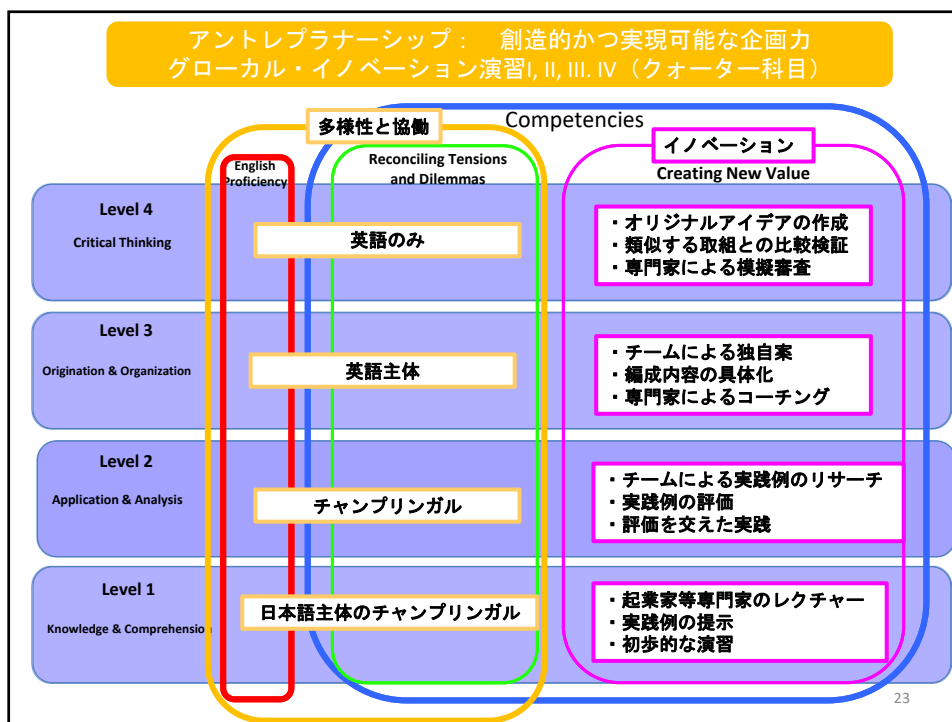 アントレプラナーシップ： 創造的かつ実現可能な企画力
グローカル・イノベーション演習I, II, III. IV（クォーター科目）
多様性と協働
Competencies
イノベーション
English
Proficiency
Reconciling Tensions
and Dilemmas
Creating New Value
Level 4
Critical Thinking
英語のみ
・オリジナルアイデアの作成
・類似する取組との比較検証
・専門家による模擬審査
Level 3
Origination & Organization
英語主体
・チームによる独自案
・編成内容の具体化
・専門家によるコーチング
Level 2
Application & Analysis
チャンプリンガル
・チームによる実践例のリサーチ
・実践例の評価
・評価を交えた実践
Level 1
Knowledge & Comprehension
日本語主体のチャンプリンガル
・起業家等専門家のレクチャー
・実践例の提示
・初歩的な演習
23